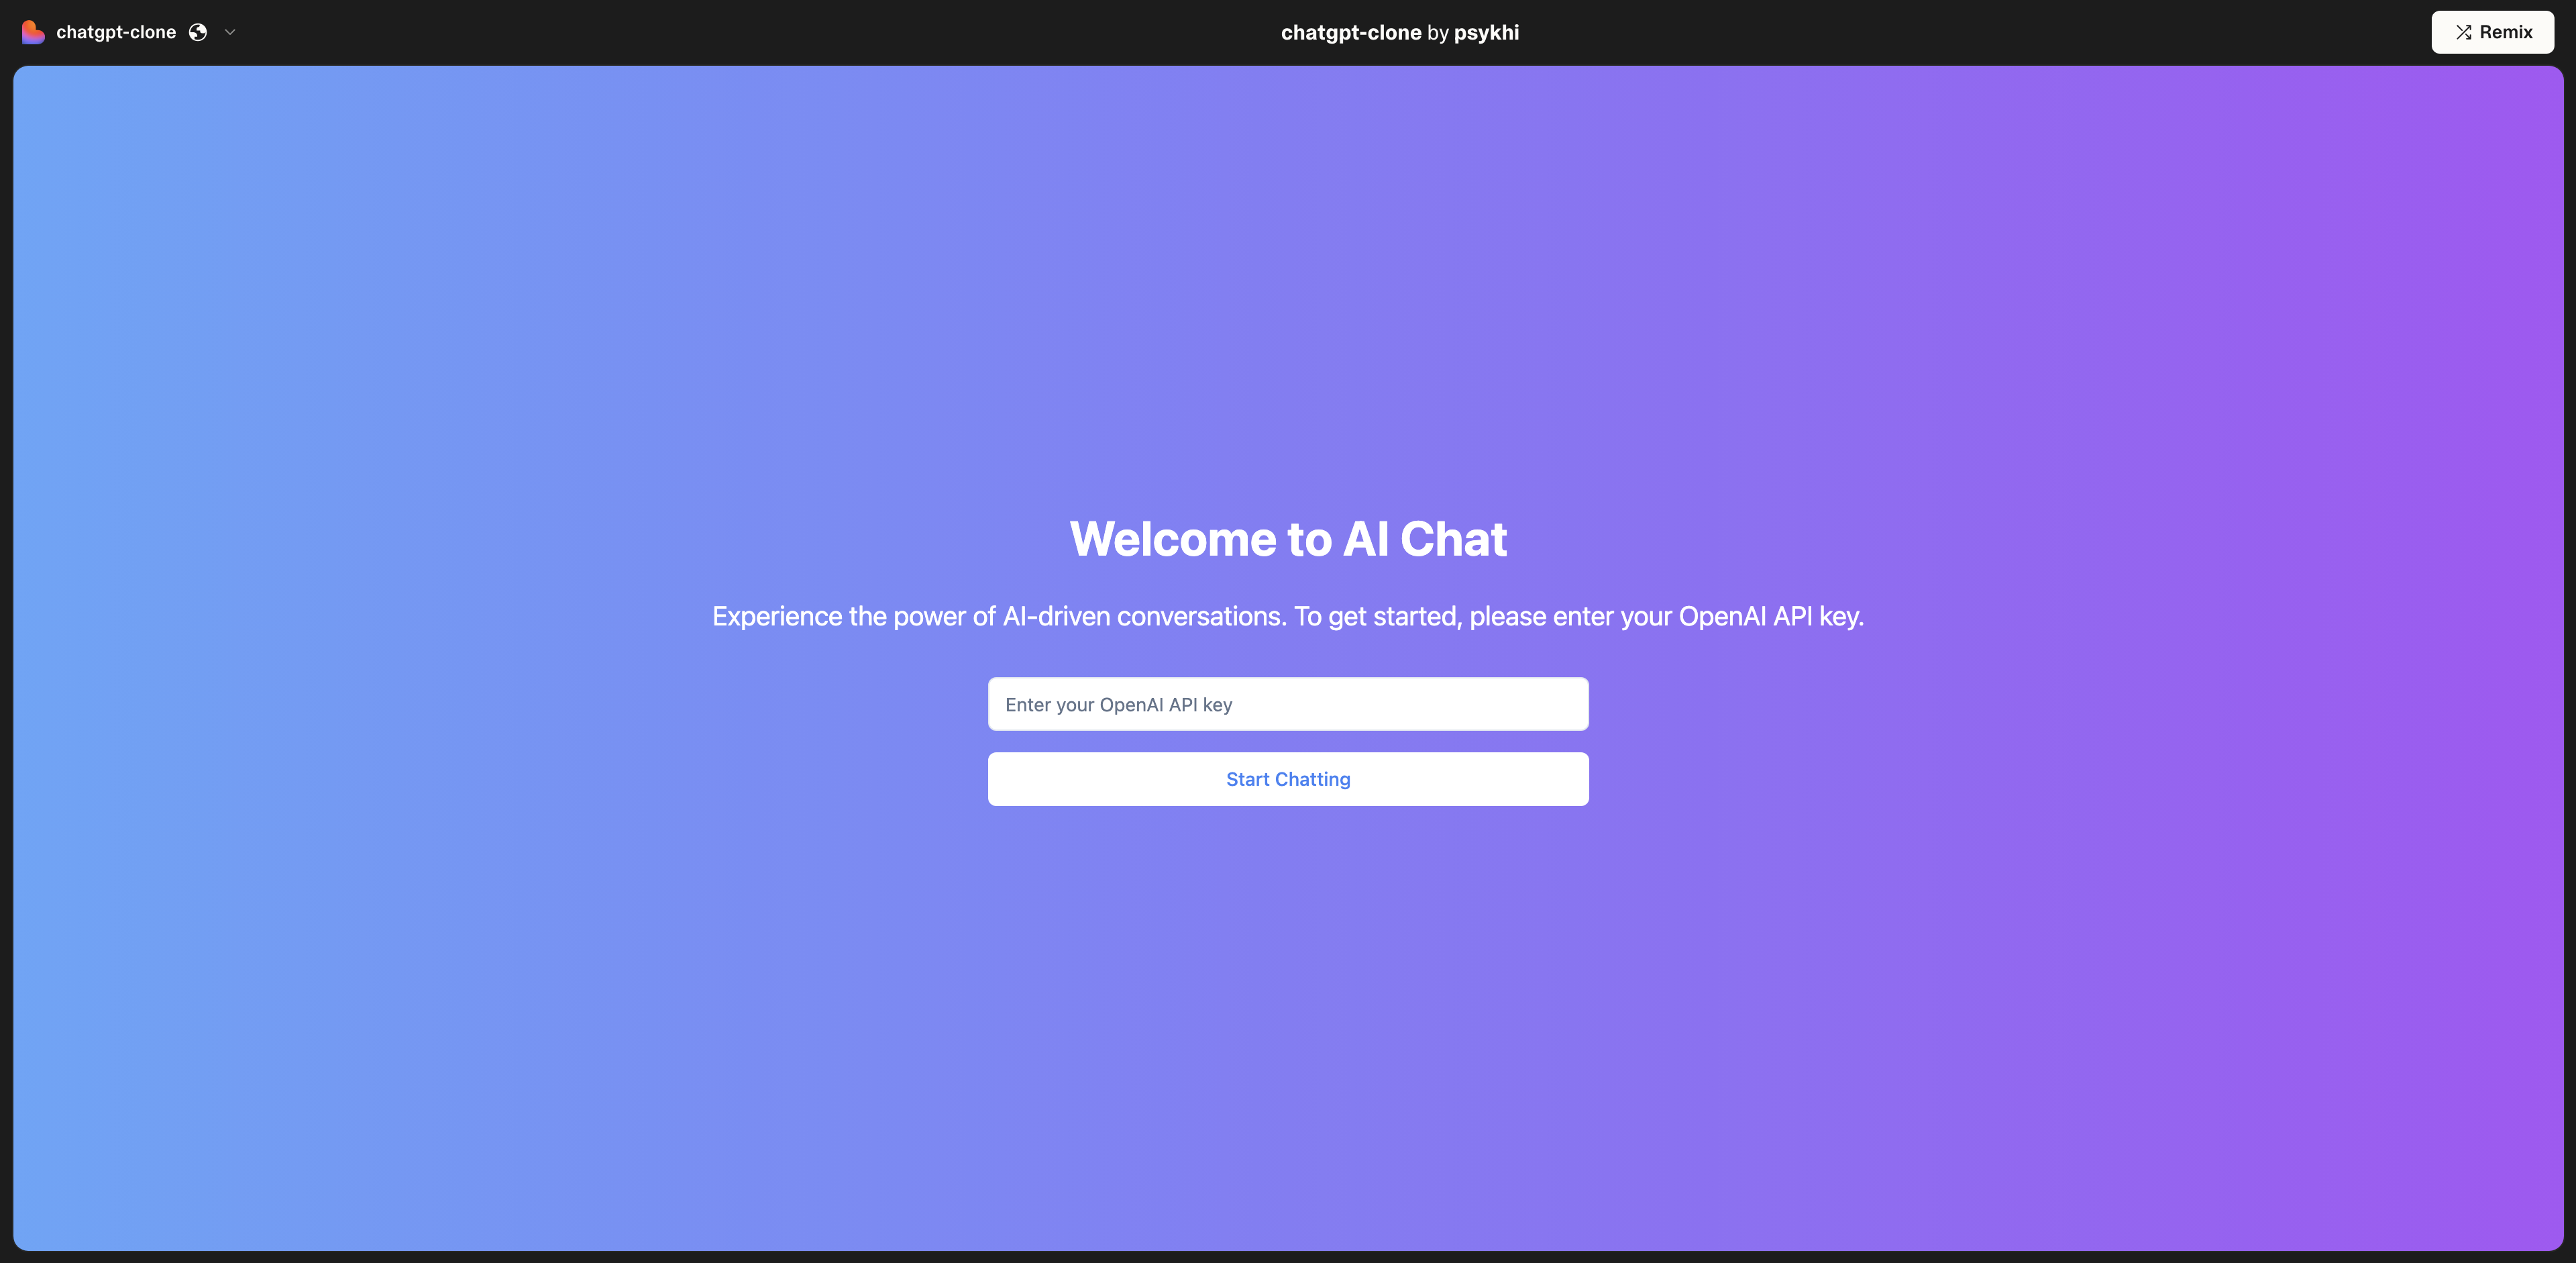 chatgpt-clone
chatgpt-clone by psykhi
Remix
Welcome to AI Chat
Experience the power of AI-driven conversations. To get started, please enter your OpenAI API key.
Enter your OpenAI API key
Start Chatting